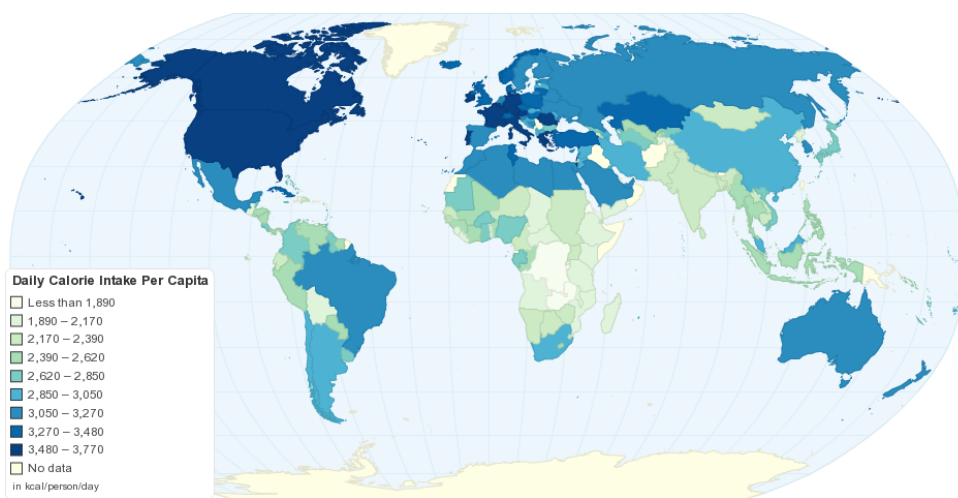 Daily Calorie Intake Per Capita
Less than 1,890
1,890 – 2,170
2,170 – 2,390
2,390 – 2,620
2,620 – 2,850
2,850 – 3,050
3,050 – 3,270
3,270 – 3,480
3,480 – 3,770
No data
in kcal/person/day